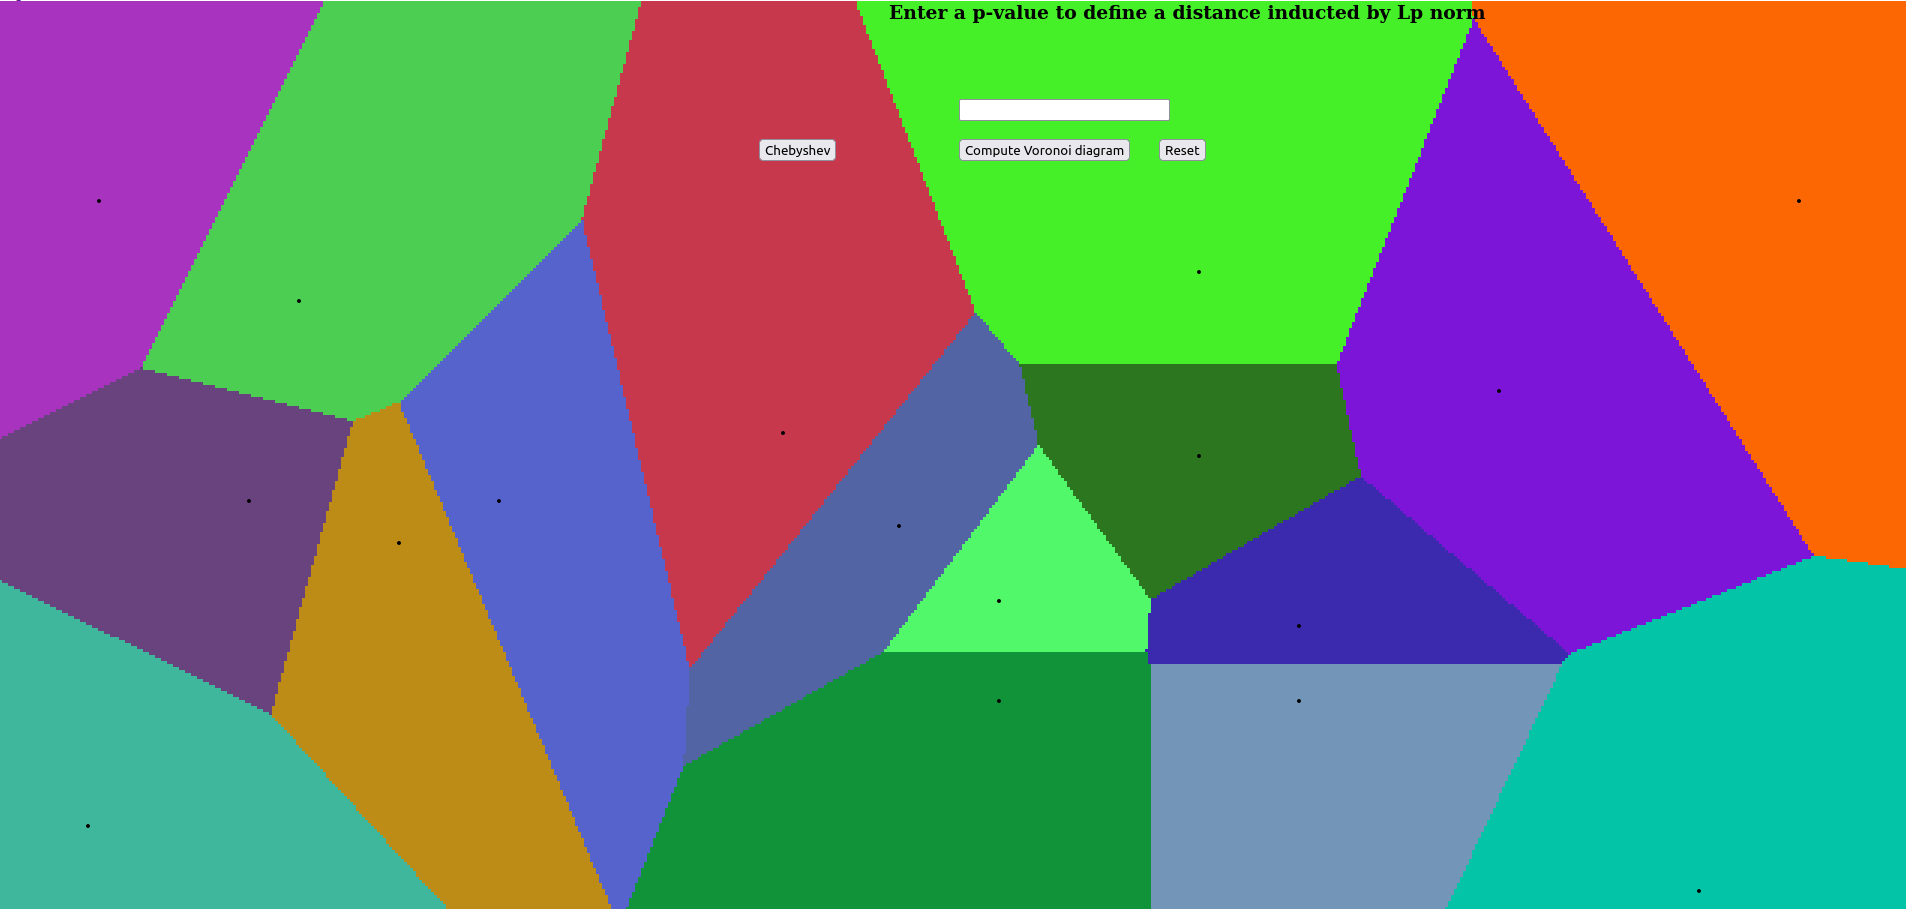 Enter a p-value to define a distance inducted by Lp norm
Chebyshev
Compute Voronoi diagram
Reset